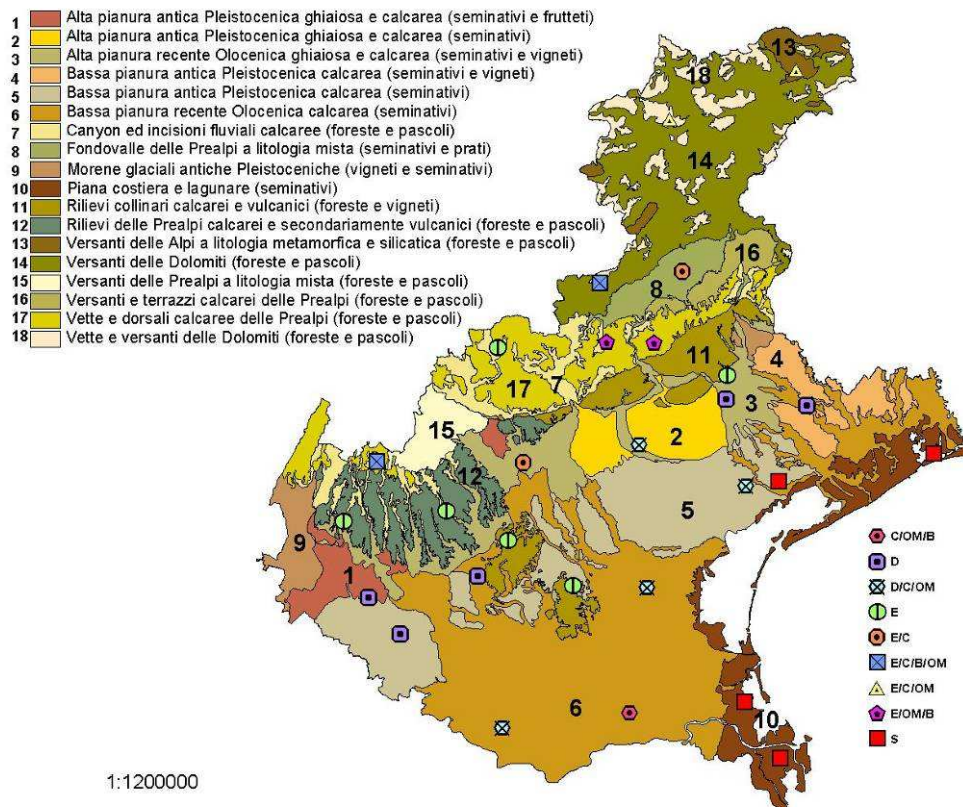 1 Alta pianura antica Pleistocenica ghiaiosa e calcarea (seminativi e frutteti)
2 Alta pianura antica Pleistocenica ghiaiosa e calcarea (seminativi)
3 Alta pianura recente Olocenica ghiaiosa e calcarea (seminativi e vigneti)
4 Bassa pianura antica Pleistocenica calcarea (seminativi e vigneti)
5 Bassa pianura antica Pleistocenica calcarea (seminativi)
6 Bassa pianura recente Olocenica calcarea (seminativi)
7 Canyon ed incisioni fluviali calcaree (foreste e pascoli)
8 Fondovalle delle Prealpi a litologia mista (seminativi e prati)
9 Morene glaciali antiche Pleistoceniche (vigneti e seminativi)
10 Piana costiera e lagunare (seminativi)
11 Rilievi collinari calcarei e vulcanici (foreste e vigneti)
12 Rilievi delle Prealpi calcarei e secondariamente vulcanici (foreste e pascoli)
13 Versanti delle Alpi a litologia metamorfica e silicatica (foreste e pascoli)
14 Versanti delle Dolomiti (foreste e pascoli)
15 Versanti delle Prealpi a litologia mista (foreste e pascoli)
16 Versanti e terrazzi calcarei delle Prealpi (foreste e pascoli)
17 Vette e dorsali calcaree delle Prealpi (foreste e pascoli)
18 Vette e versanti delle Dolomiti (foreste e pascoli)
13
18
14
16
8
11
4
7
17
3
15
2
12
5
9
1
6
10
C/OM/B
D
D/C/OM
E
E/C
E/C/B/OM
E/C/OM
E/OM/B
S
1:1200000